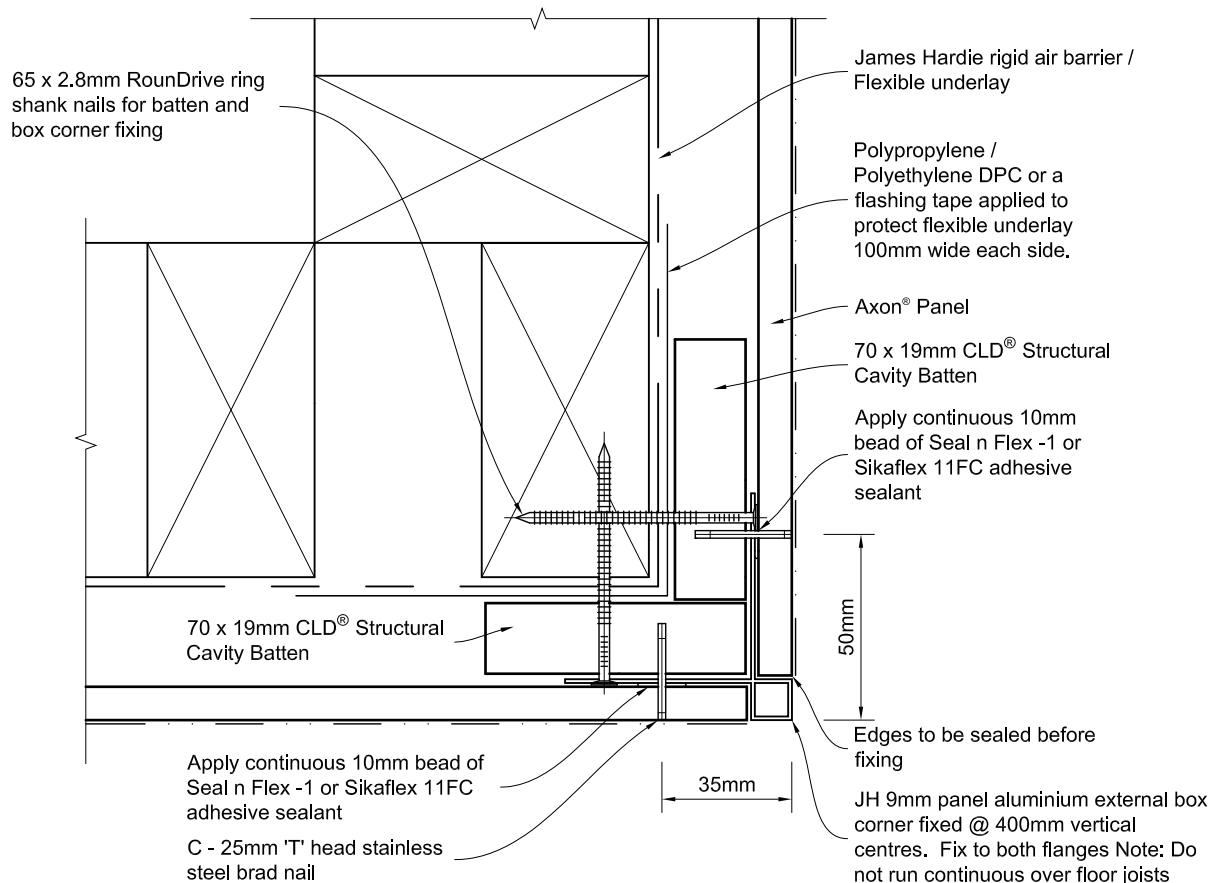 65 x 2.8mm RounDrive ring
shank nails for batten and
box corner fixing
James Hardie rigid air barrier /
Flexible underlay
Polypropylene /
Polyethylene DPC or a
flashing tape applied to
protect flexible underlay
100mm wide each side.
Axon® Panel
70 x 19mm CLD® Structural
Cavity Batten
Apply continuous 10mm
bead of Seal n Flex -1 or
Sikaflex 11FC adhesive
sealant
50mm
70 x 19mm CLD® Structural
Cavity Batten
Edges to be sealed before
fixing
Apply continuous 10mm bead of
Seal n Flex -1 or Sikaflex 11FC
adhesive sealant
35mm
C - 25mm 'T' head stainless
steel brad nail
JH 9mm panel aluminium external box
corner fixed @ 400mm vertical
centres.  Fix to both flanges Note: Do
not run continuous over floor joists